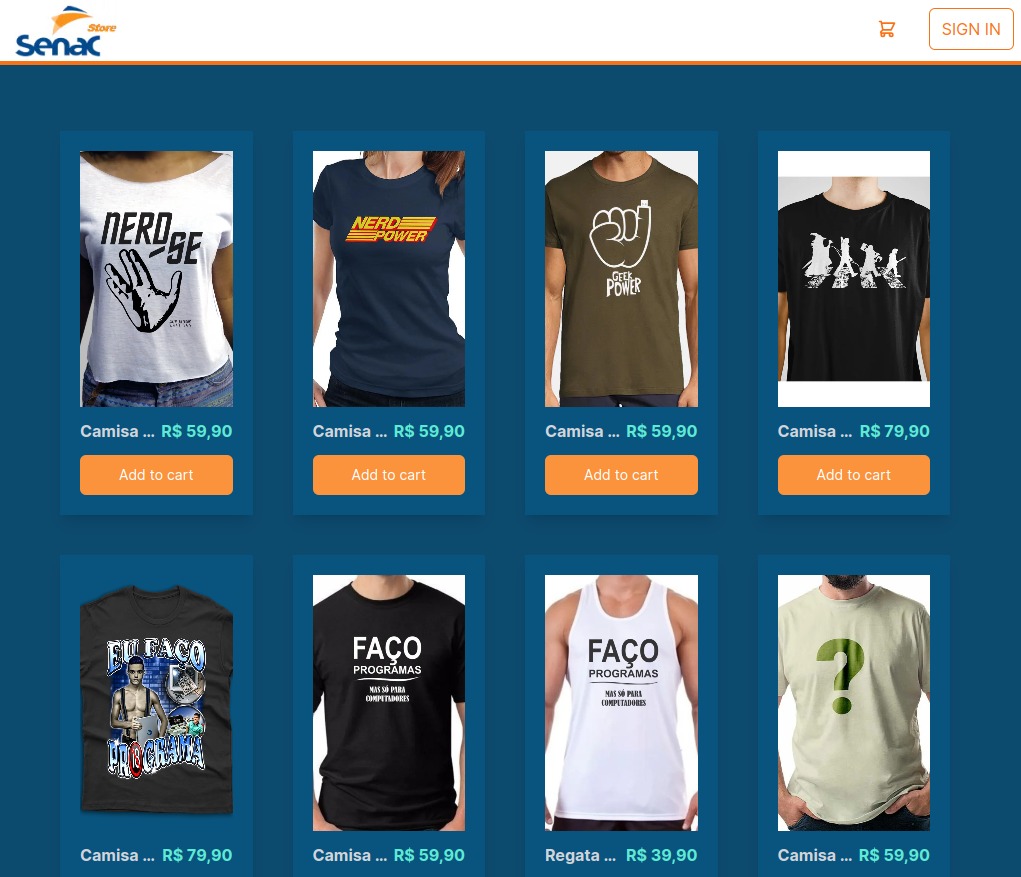 Senac Store
SIGN IN
NERD
-SE
NERD
POWER
GEEK
POWER
Camisa ... R$ 59,90
Camisa ... R$ 59,90
Camisa ... R$ 59,90
Camisa ... R$ 79,90
Add to cart
Add to cart
Add to cart
Add to cart
EU FAÇO
PROGRAMA
FAÇO
PROGRAMAS
MAS SÓ PARA
COMPUTADORES
FAÇO
PROGRAMAS
MAS SÓ PARA
COMPUTADORES
?
Camisa ... R$ 79,90
Camisa ... R$ 59,90
Regata ... R$ 39,90
Camisa ... R$ 59,90